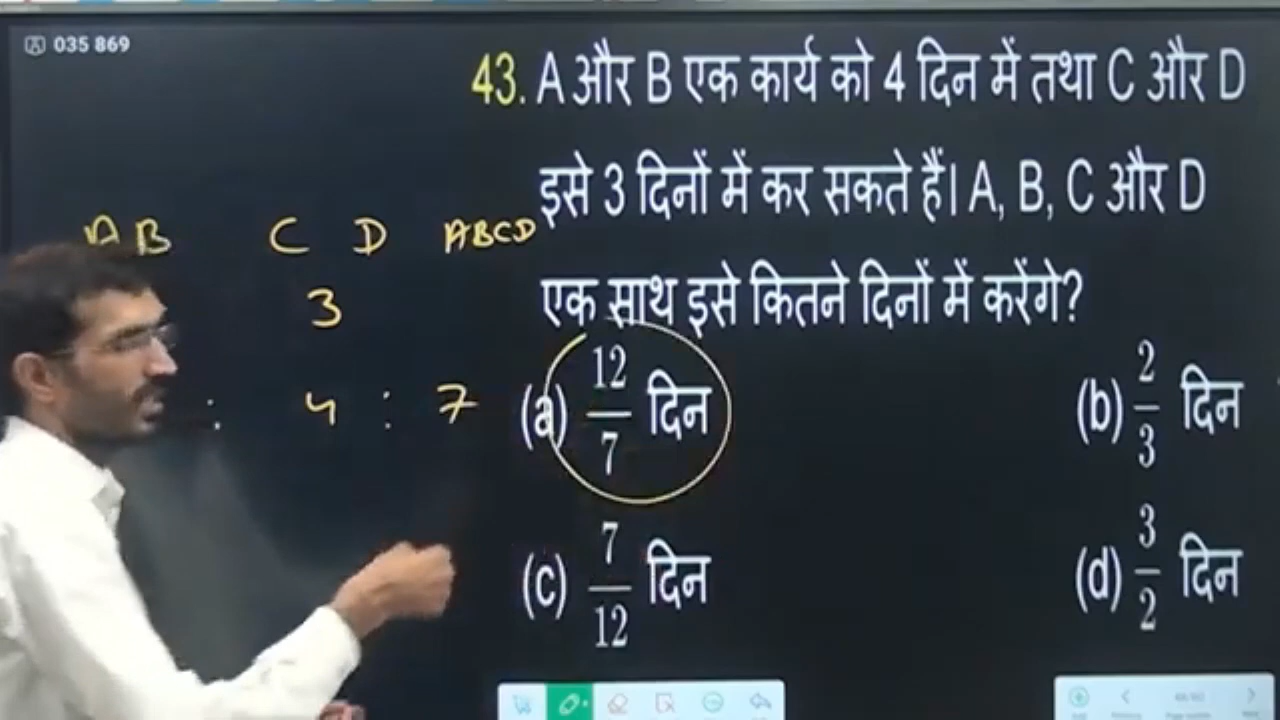 035 869
43. A और B एक कार्य को 4 दिन में तथा C और D
इसे 3 दिनों में कर सकते हैं। A, B, C और D
एक साथ इसे कितने दिनों में करेंगे?
A B C D ABCD
3
: 4 : 7
(a) 12/7 दिन
(b) 2/3 दिन
(c) 7/12 दिन
(d) 3/2 दिन